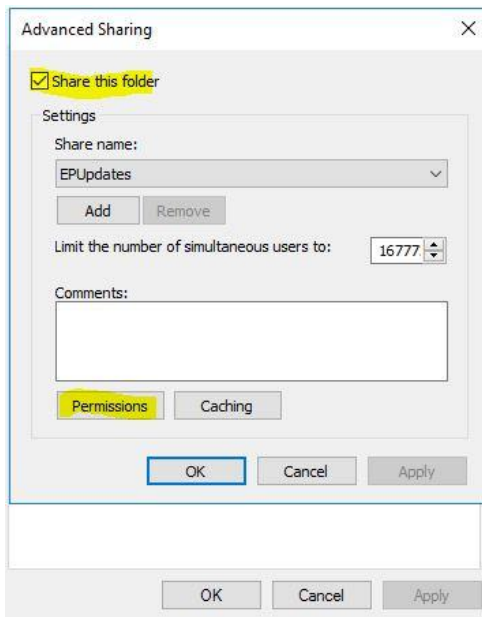 Advanced Sharing
Share this folder
Settings
Share name:
EPUpdates
Add Remove
Limit the number of simultaneous users to: 16777
Comments:
Permissions Caching
OK Cancel Apply
OK Cancel Apply